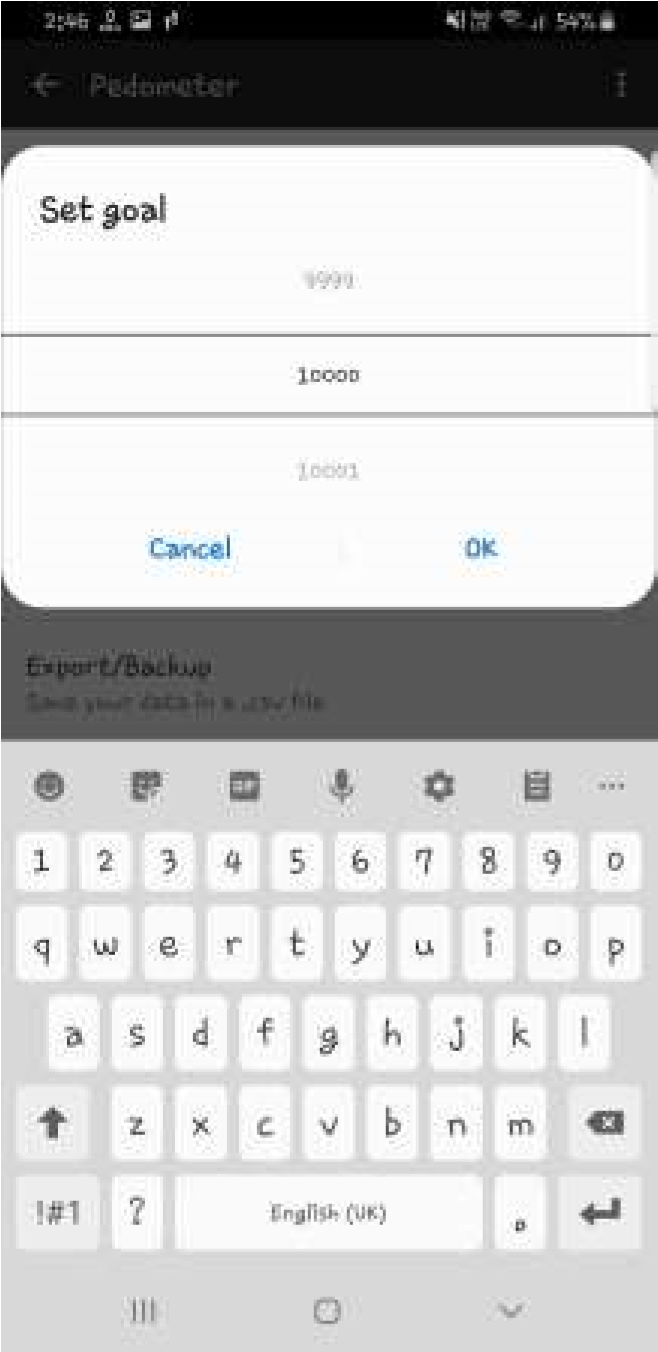 2:46
54%
Pedometer
Set goal
9999
10000
10001
Cancel
OK
Export/Backup
Save your data in a .csv file
1 2 3 4 5 6 7 8 9 0
q w e r t y u i o p
a s d f g h j k l
z x c v b n m
!#1 ? English (UK) .